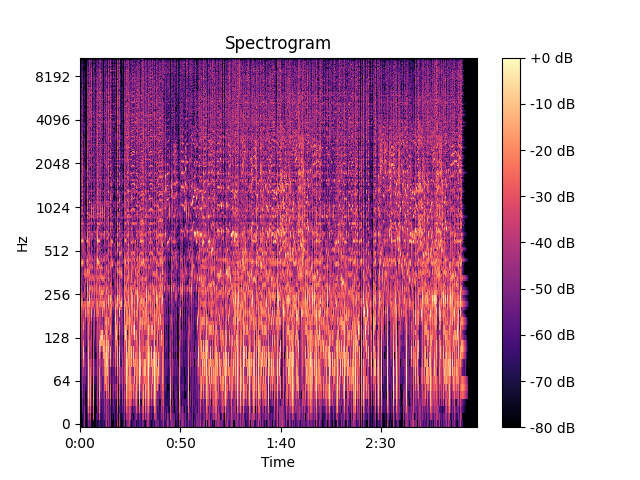 Spectrogram
8192
4096
2048
1024
512
256
128
64
0
Hz
0:00 0:50 1:40 2:30
Time
+0 dB
-10 dB
-20 dB
-30 dB
-40 dB
-50 dB
-60 dB
-70 dB
-80 dB